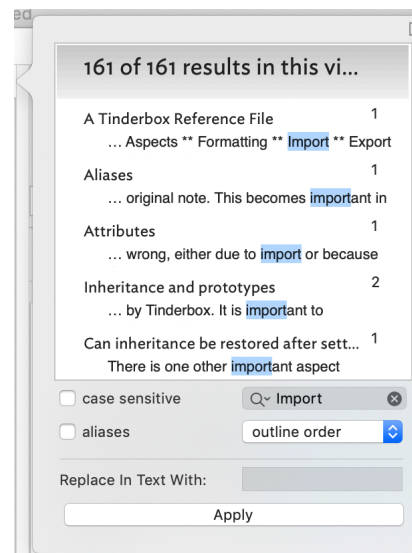 ed
161 of 161 results in this vi...
A Tinderbox Reference File 1
... Aspects ** Formatting ** Import ** Export
Aliases 1
... original note. This becomes important in
Attributes 1
... wrong, either due to import or because
Inheritance and prototypes 2
... by Tinderbox. It is important to
Can inheritance be restored after sett... 1
There is one other important aspect
case sensitive Import
aliases outline order
Replace In Text With:
Apply